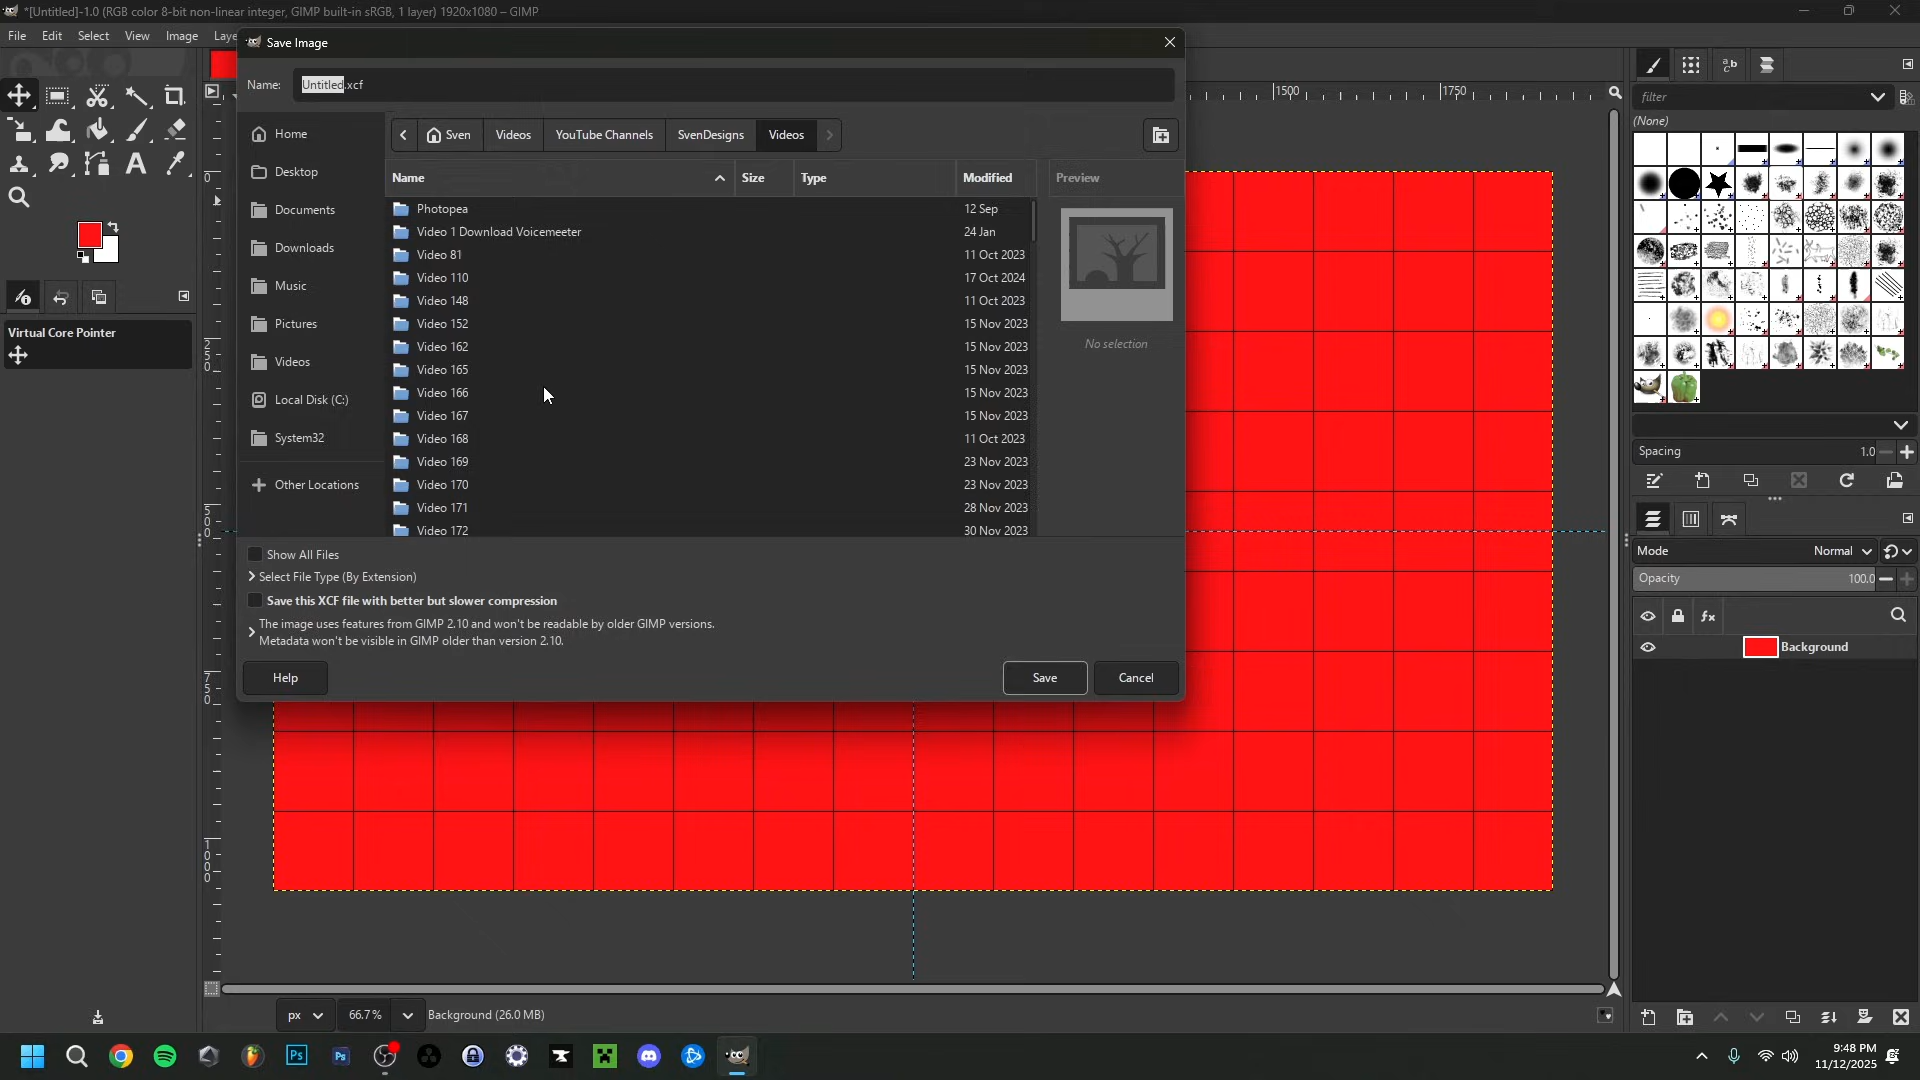 *[Untitled]-1.0 (RGB color 8-bit non-linear integer, GIMP built-in sRGB, 1 layer) 1920x1080 – GIMP
File Edit Select View Image Laye
Save Image
Name: Untitled.xcf
Home
Desktop
Documents
Downloads
Music
Pictures
Videos
Local Disk (C:)
System32
Other Locations
Sven Videos YouTube Channels SvenDesigns Videos
Name Size Type Modified Preview
Photopea 12 Sep
Video 1 Download Voicemeeter 24 Jan
Video 81 11 Oct 2023
Video 110 17 Oct 2024
Video 148 11 Oct 2023
Video 152 15 Nov 2023
Video 162 15 Nov 2023
Video 165 15 Nov 2023
Video 166 15 Nov 2023
Video 167 15 Nov 2023
Video 168 11 Oct 2023
Video 169 23 Nov 2023
Video 170 23 Nov 2023
Video 171 28 Nov 2023
Video 172 30 Nov 2023
No selection
Show All Files
Select File Type (By Extension)
Save this XCF file with better but slower compression
The image uses features from GIMP 2.10 and won't be readable by older GIMP versions.
Metadata won't be visible in GIMP older than version 2.10.
Help Save Cancel
Virtual Core Pointer
1500 1750
0
250
500
750
1000
filter
(None)
Spacing 1.0
Mode Normal
Opacity 100.0
Background
px 66.7% Background (26.0 MB)
Ps Ps
9:48 PM
11/12/2025